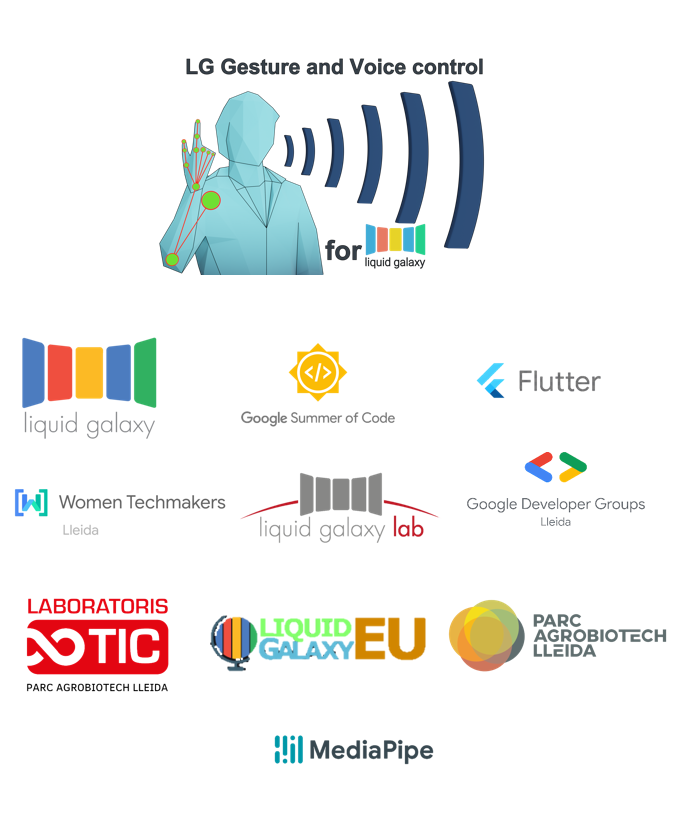 LG Gesture and Voice control
for
liquid galaxy
liquid galaxy
</>
Google Summer of Code
Flutter
Women Techmakers
Lleida
liquid galaxy lab
Google Developer Groups
Lleida
LABORATORIS
TIC
PARC AGROBIOTECH LLEIDA
LIQUID
GALAXY
EU
PARC
AGROBIOTECH
LLEIDA
MediaPipe